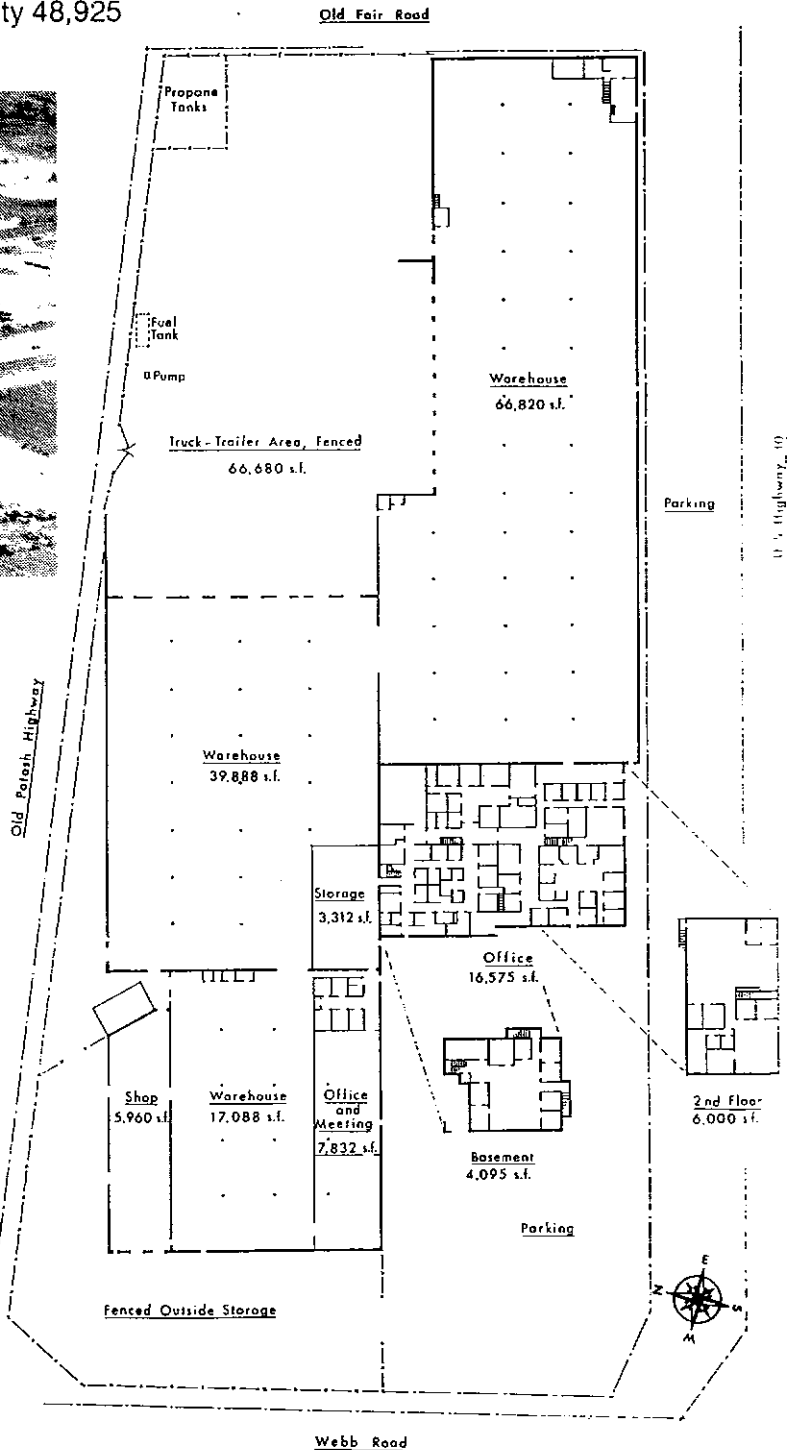 ty 48,925
Old Fair Road
Propane
Tanks
Fuel
Tank
Pump
Warehouse
66,820 s.f.
Truck-Trailer Area, Fenced
66,680 s.f.
Parking
Highway
Old Potash Highway
Warehouse
39,888 s.f.
Storage
3,312 s.f.
Office
16,575 s.f.
Shop
5,960 s.f.
Warehouse
17,088 s.f.
Office
and
Meeting
7,832 s.f.
2nd Floor
6,000 s.f.
Basement
4,095 s.f.
Parking
E
N
S
W
Fenced Outside Storage
Webb Road